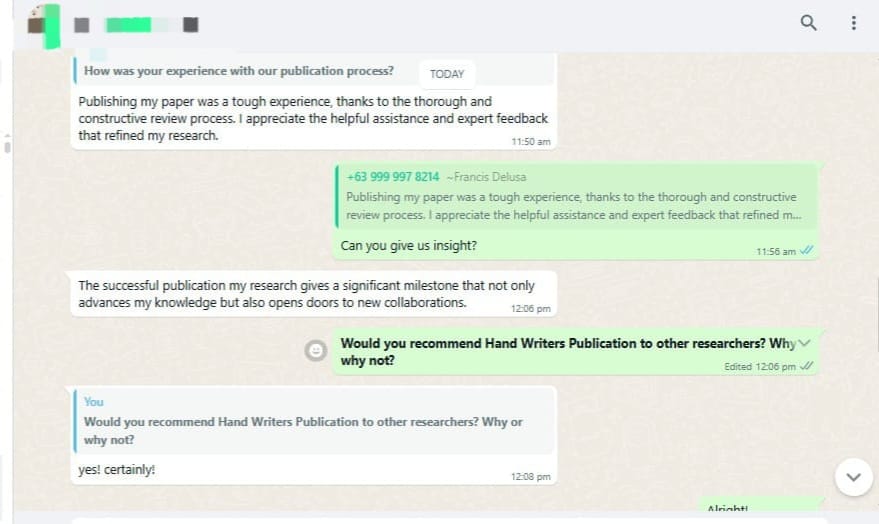 How was your experience with our publication process?
TODAY
Publishing my paper was a tough experience, thanks to the thorough and
constructive review process. I appreciate the helpful assistance and expert feedback
that refined my research.
11:50 am
+63 999 997 8214 ~Francis Delusa
Publishing my paper was a tough experience, thanks to the thorough and constructive
review process. I appreciate the helpful assistance and expert feedback that refined m...
Can you give us insight?
11:56 am
The successful publication my research gives a significant milestone that not only
advances my knowledge but also opens doors to new collaborations.
12:06 pm
Would you recommend Hand Writers Publication to other researchers? Why
why not?
Edited 12:06 pm
You
Would you recommend Hand Writers Publication to other researchers? Why or
why not?
yes! certainly!
12:08 pm
Alright!